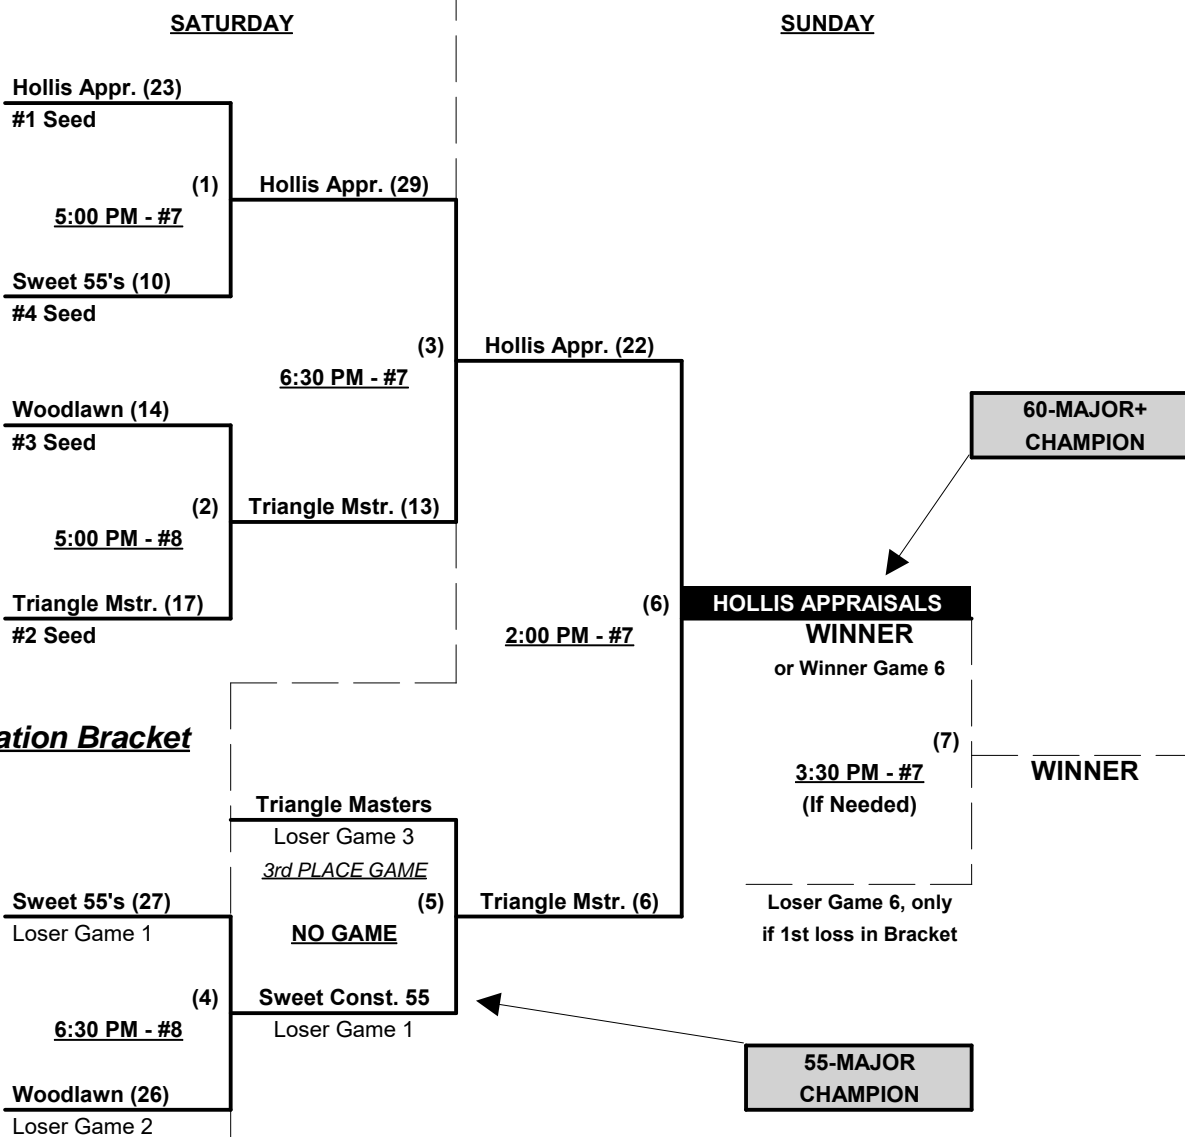 SATURDAY
SUNDAY
Hollis Appr. (23)
#1 Seed
(1)
Hollis Appr. (29)
5:00 PM - #7
Sweet 55's (10)
#4 Seed
(3)
Hollis Appr. (22)
6:30 PM - #7
Woodlawn (14)
#3 Seed
60-MAJOR+
CHAMPION
(2)
Triangle Mstr. (13)
5:00 PM - #8
Triangle Mstr. (17)
#2 Seed
(6)
HOLLIS APPRAISALS
2:00 PM - #7
WINNER
or Winner Game 6
ation Bracket
(7)
3:30 PM - #7
WINNER
(If Needed)
Triangle Masters
Loser Game 3
3rd PLACE GAME
Sweet 55's (27)
Loser Game 1
(5)
Triangle Mstr. (6)
NO GAME
Loser Game 6, only
if 1st loss in Bracket
(4)
Sweet Const. 55
6:30 PM - #8
Loser Game 1
55-MAJOR
CHAMPION
Woodlawn (26)
Loser Game 2